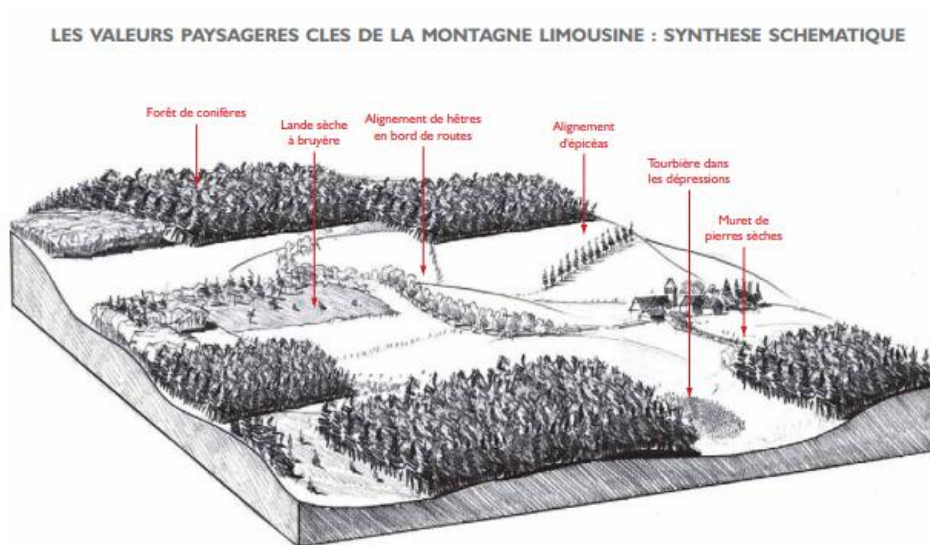 LES VALEURS PAYSAGERES CLES DE LA MONTAGNE LIMOUSINE : SYNTHESE SCHEMATIQUE
Forêt de conifères
Lande sèche
à bruyère
Alignement de hêtres
en bord de routes
Alignement
d'épicéas
Tourbière dans
les dépressions
Muret de
pierres sèches